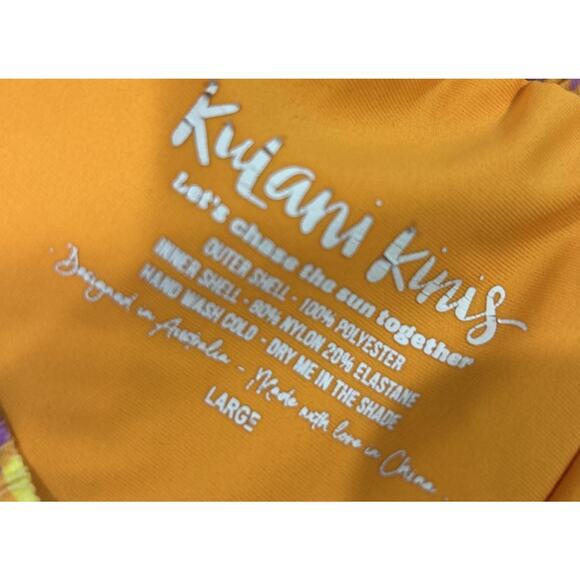 Kulani Kinis
Let's chase the sun together
OUTER SHELL - 100% POLYESTER
INNER SHELL - 80% NYLON 20% ELASTANE
HAND WASH COLD - DRY ME IN THE SHADE
· Designed in Australia - Made with love in China ·
LARGE